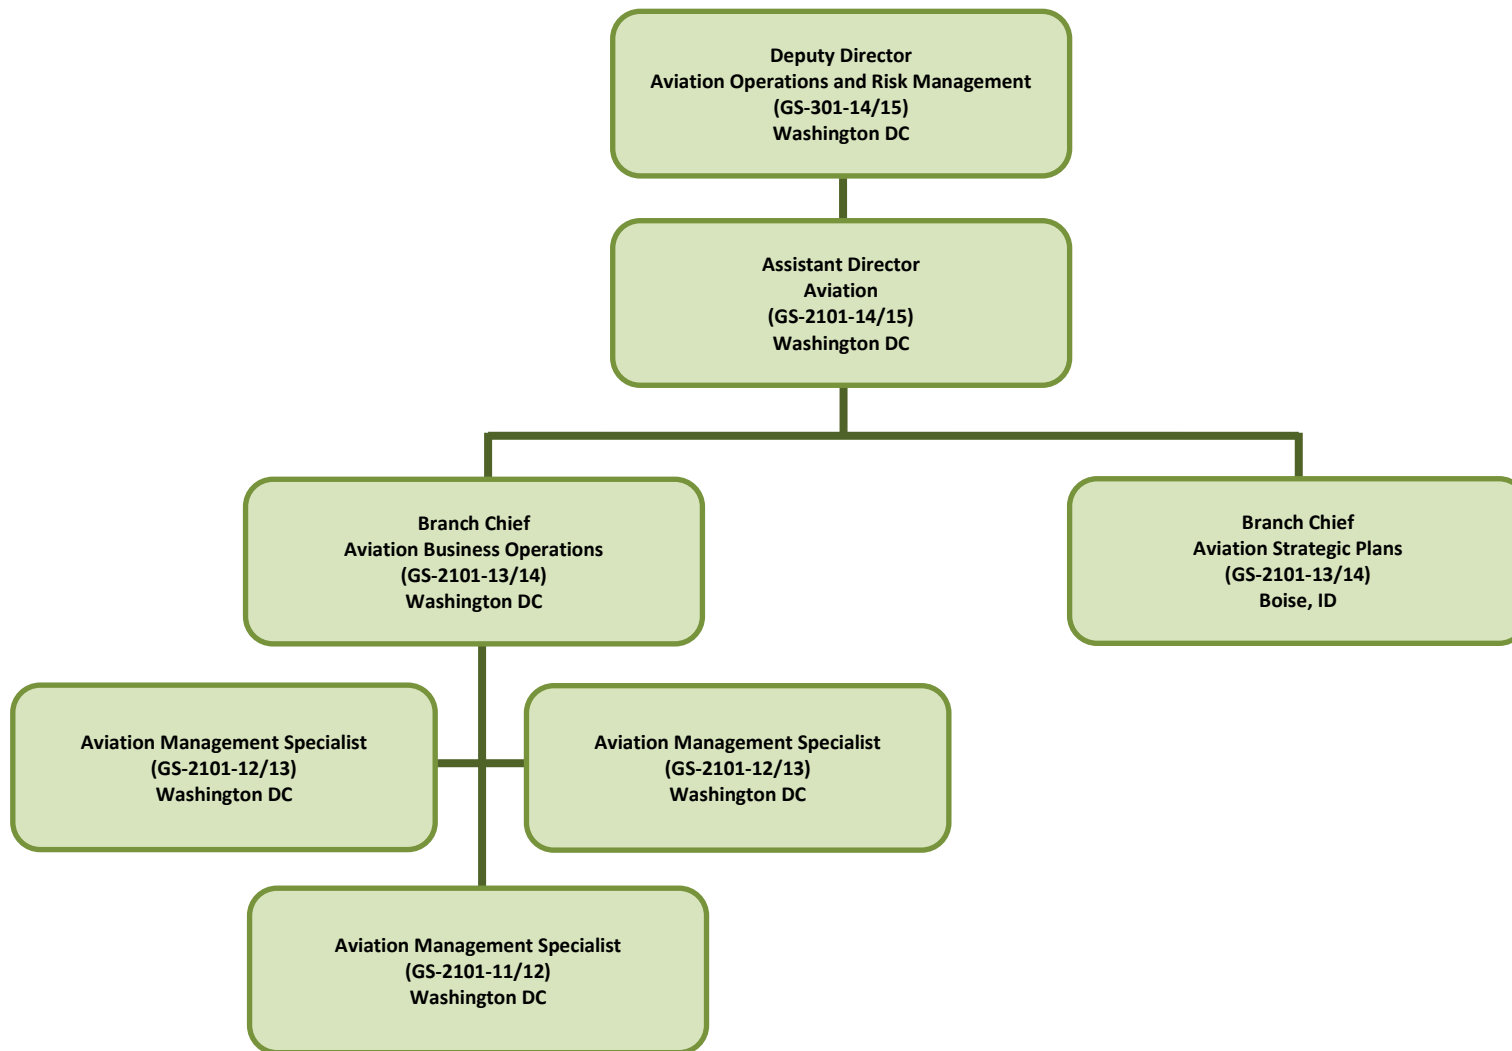 Deputy Director
Aviation Operations and Risk Management
(GS-301-14/15)
Washington DC
Assistant Director
Aviation
(GS-2101-14/15)
Washington DC
Branch Chief
Aviation Business Operations
(GS-2101-13/14)
Washington DC
Branch Chief
Aviation Strategic Plans
(GS-2101-13/14)
Boise, ID
Aviation Management Specialist
(GS-2101-12/13)
Washington DC
Aviation Management Specialist
(GS-2101-12/13)
Washington DC
Aviation Management Specialist
(GS-2101-11/12)
Washington DC